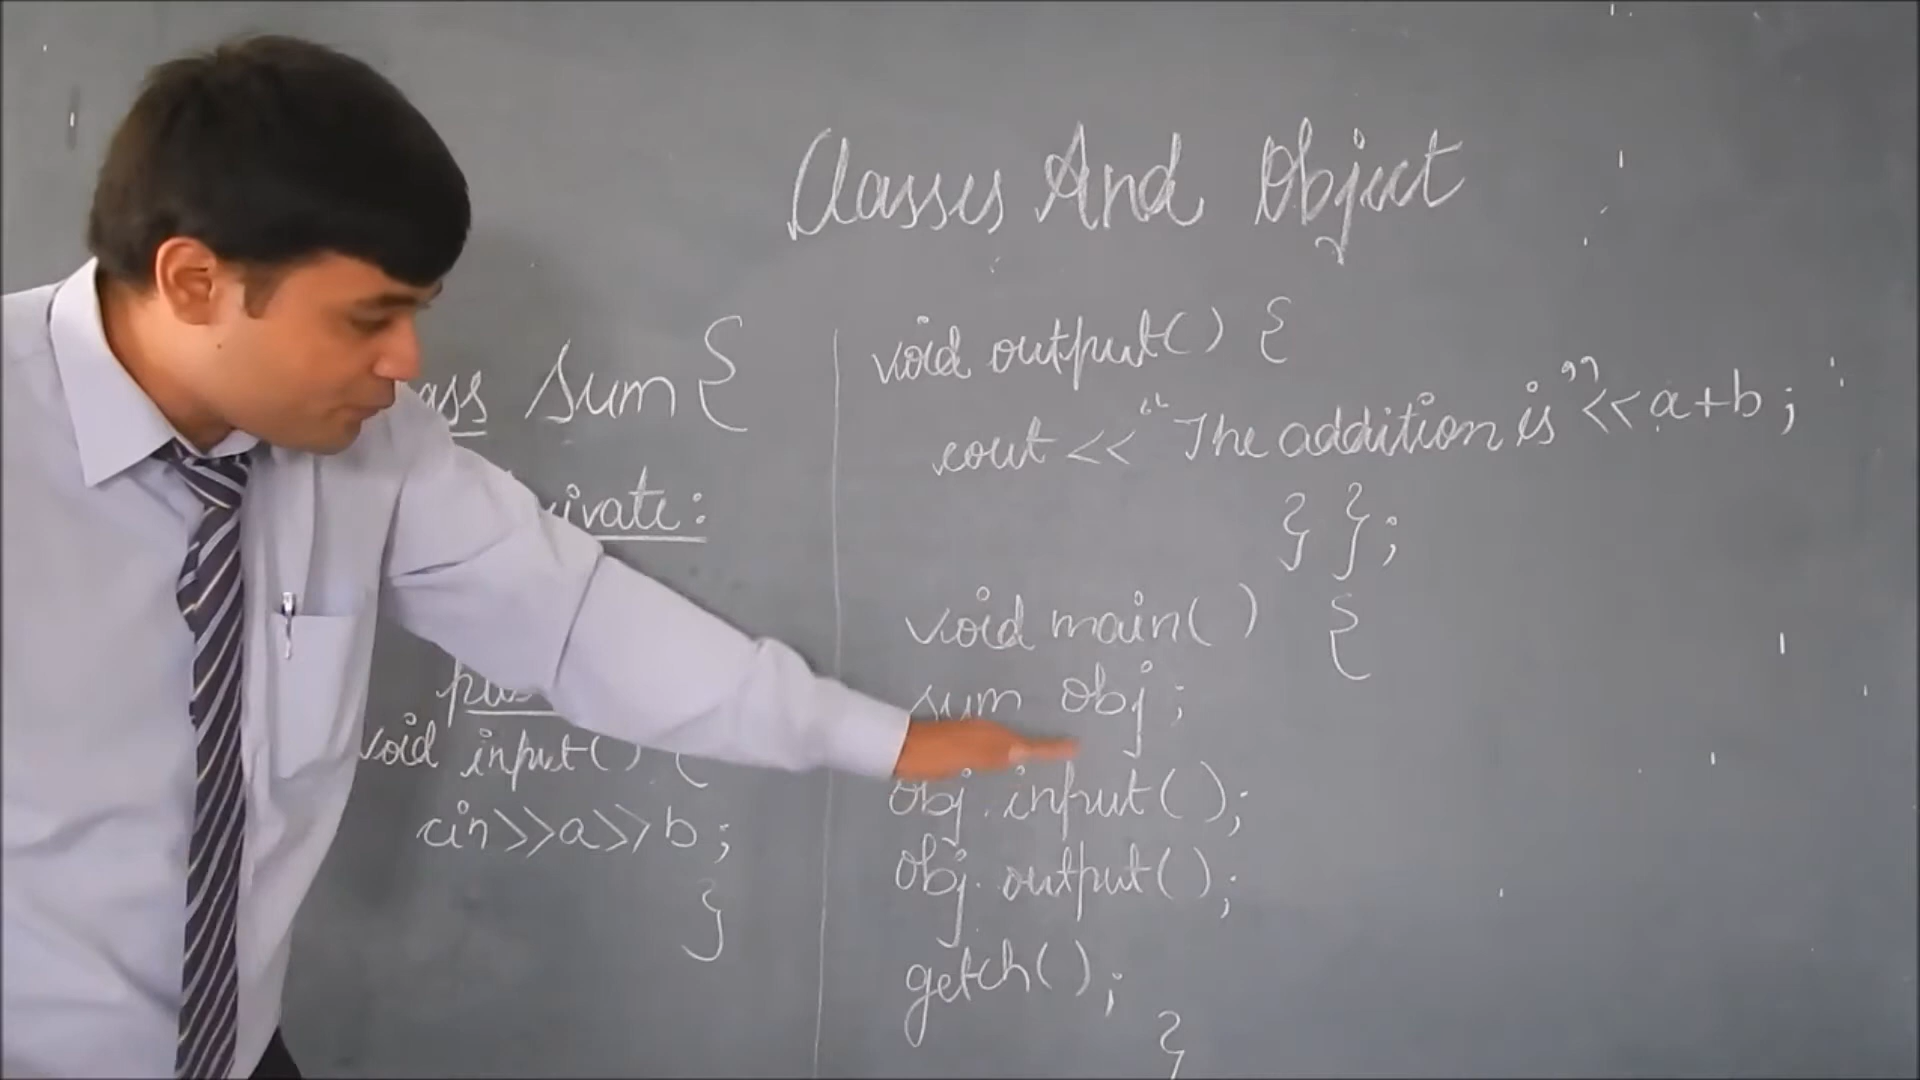 Classes And Object
Sum {
void input() {
cin>>a>>b;
}
void output() {
cout << "The addition is"<<a+b;
} };
void main() {
sum obj;
obj.input();
obj.output();
getch();
}